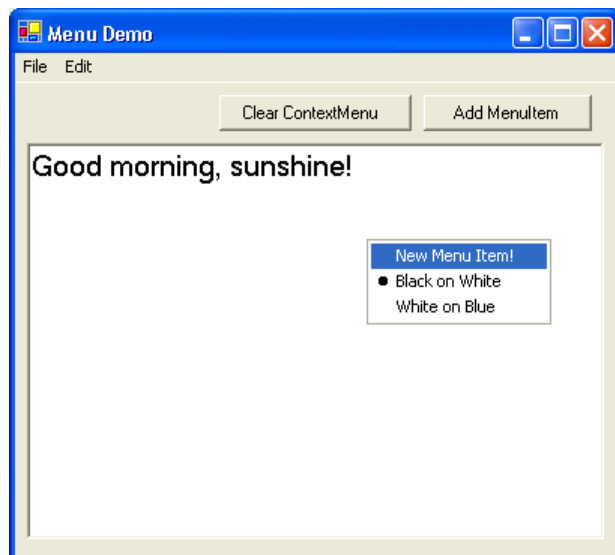 Menu Demo
File Edit
Clear ContextMenu Add MenuItem
Good morning, sunshine!
New Menu Item!
Black on White
White on Blue